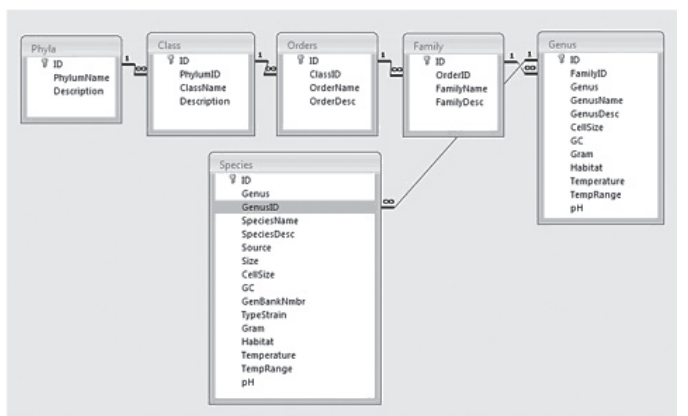 Phyla
ID
PhylumName
Description
Class
ID
PhylumID
ClassName
Description
Orders
ID
ClassID
OrderName
OrderDesc
Family
ID
OrderID
FamilyName
FamilyDesc
Genus
ID
FamilyID
Genus
GenusName
GenusDesc
CellSize
GC
Gram
Habitat
Temperature
TempRange
pH
1
∞
1
∞
1
∞
1
∞
1
∞
Species
ID
Genus
GenusID
SpeciesName
SpeciesDesc
Source
Size
CellSize
GC
GenBankNmbr
TypeStrain
Gram
Habitat
Temperature
TempRange
pH